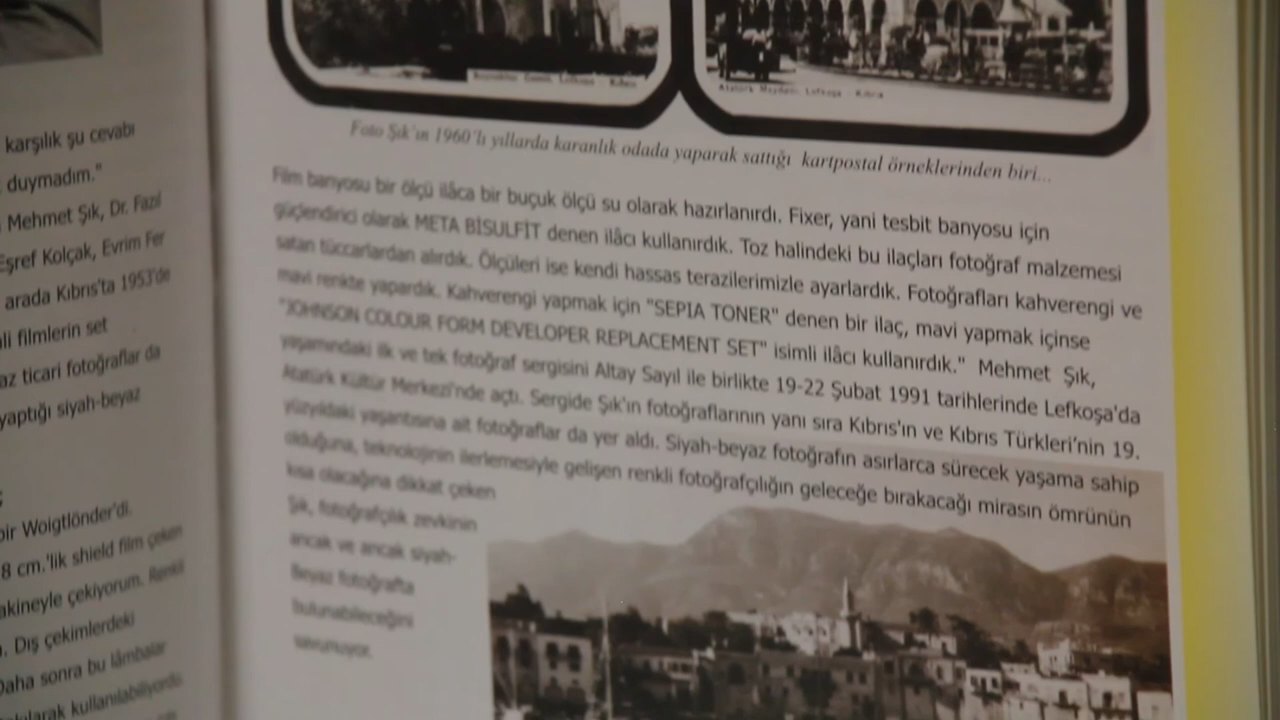 karşılık şu cevabı
duymadım."
Mehmet Şık, Dr. Fazıl
Eşref Kolçak, Evrim Fer
arada Kıbrıs'ta 1953'de
li filmlerin set
az ticari fotoğraflar da
yaptığı siyah-beyaz
bir Woigtlönder'di.
8 cm.'lik shield film çeken
akineyle çekiyorum. Renkli
. Dış çekimlerdeki
Daha sonra bu lâmbalar
kullanılabiliyordu.
Lefkoşa - Kıbrıs
Atatürk Meydanı, Lefkoşa - Kıbrıs
Foto Şık'ın 1960'lı yıllarda karanlık odada yaparak sattığı kartpostal örneklerinden biri...
Film banyosu bir ölçü ilâca bir buçuk ölçü su olarak hazırlanırdı. Fixer, yani tesbit banyosu için
güçlendirici olarak META BİSULFİT denen ilâcı kullanırdık. Toz halindeki bu ilaçları fotoğraf malzemesi
satan tüccarlardan alırdık. Ölçüleri ise kendi hassas terazilerimizle ayarlardık. Fotoğrafları kahverengi ve
mavi renkte yapardık. Kahverengi yapmak için "SEPIA TONER" denen bir ilaç, mavi yapmak içinse
"JOHNSON COLOUR FORM DEVELOPER REPLACEMENT SET" isimli ilâcı kullanırdık." Mehmet Şık,
yaşamındaki ilk ve tek fotoğraf sergisini Altay Sayıl ile birlikte 19-22 Şubat 1991 tarihlerinde Lefkoşa'da
Atatürk Kültür Merkezi'nde açtı. Sergide Şık'ın fotoğraflarının yanı sıra Kıbrıs'ın ve Kıbrıs Türkleri'nin 19.
yüzyıldaki yaşantısına ait fotoğraflar da yer aldı. Siyah-beyaz fotoğrafın asırlarca sürecek yaşama sahip
olduğuna, teknolojinin ilerlemesiyle gelişen renkli fotoğrafçılığın geleceğe bırakacağı mirasın ömrünün
kısa olacağına dikkat çeken
Şık, fotoğrafçılık zevkinin
ancak ve ancak siyah-
Beyaz fotoğrafta
bulunabileceğini
savunuyor.